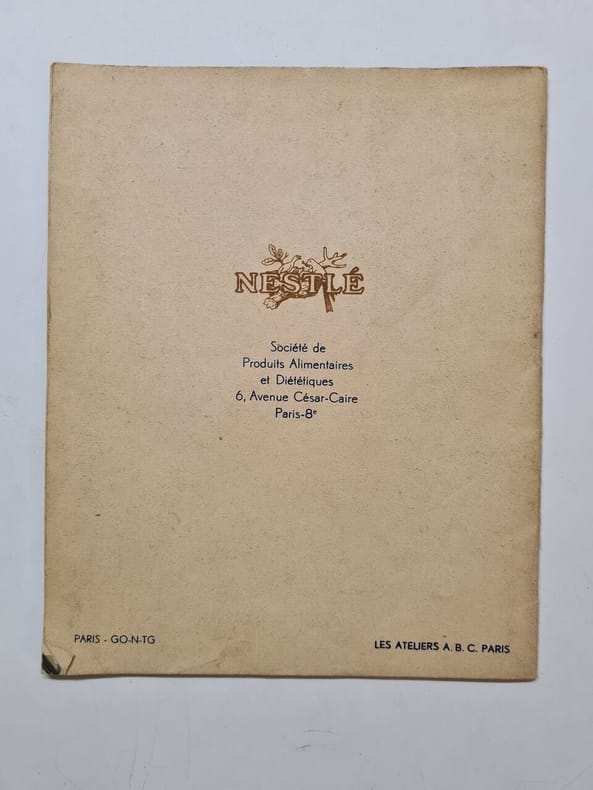 NESTLÉ
Société de
Produits Alimentaires
et Diététiques
6, Avenue César-Caire
Paris-8e
PARIS - GO-N-TG
LES ATELIERS A. B. C. PARIS